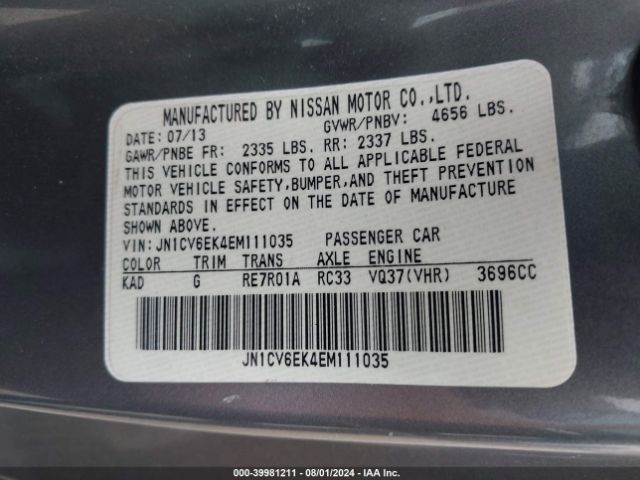 MANUFACTURED BY NISSAN MOTOR CO.,LTD.
DATE: 07/13 GVWR/PNBV: 4656 LBS.
GAWR/PNBE FR: 2335 LBS. RR: 2337 LBS.
THIS VEHICLE CONFORMS TO ALL APPLICABLE FEDERAL
MOTOR VEHICLE SAFETY,BUMPER,AND THEFT PREVENTION
STANDARDS IN EFFECT ON THE DATE OF MANUFACTURE
SHOWN ABOVE.
VIN: JN1CV6EK4EM111035 PASSENGER CAR
COLOR TRIM TRANS AXLE ENGINE
KAD G RE7R01A RC33 VQ37(VHR) 3696CC
JN1CV6EK4EM111035
000-39981211 - 08/01/2024 - IAA Inc.